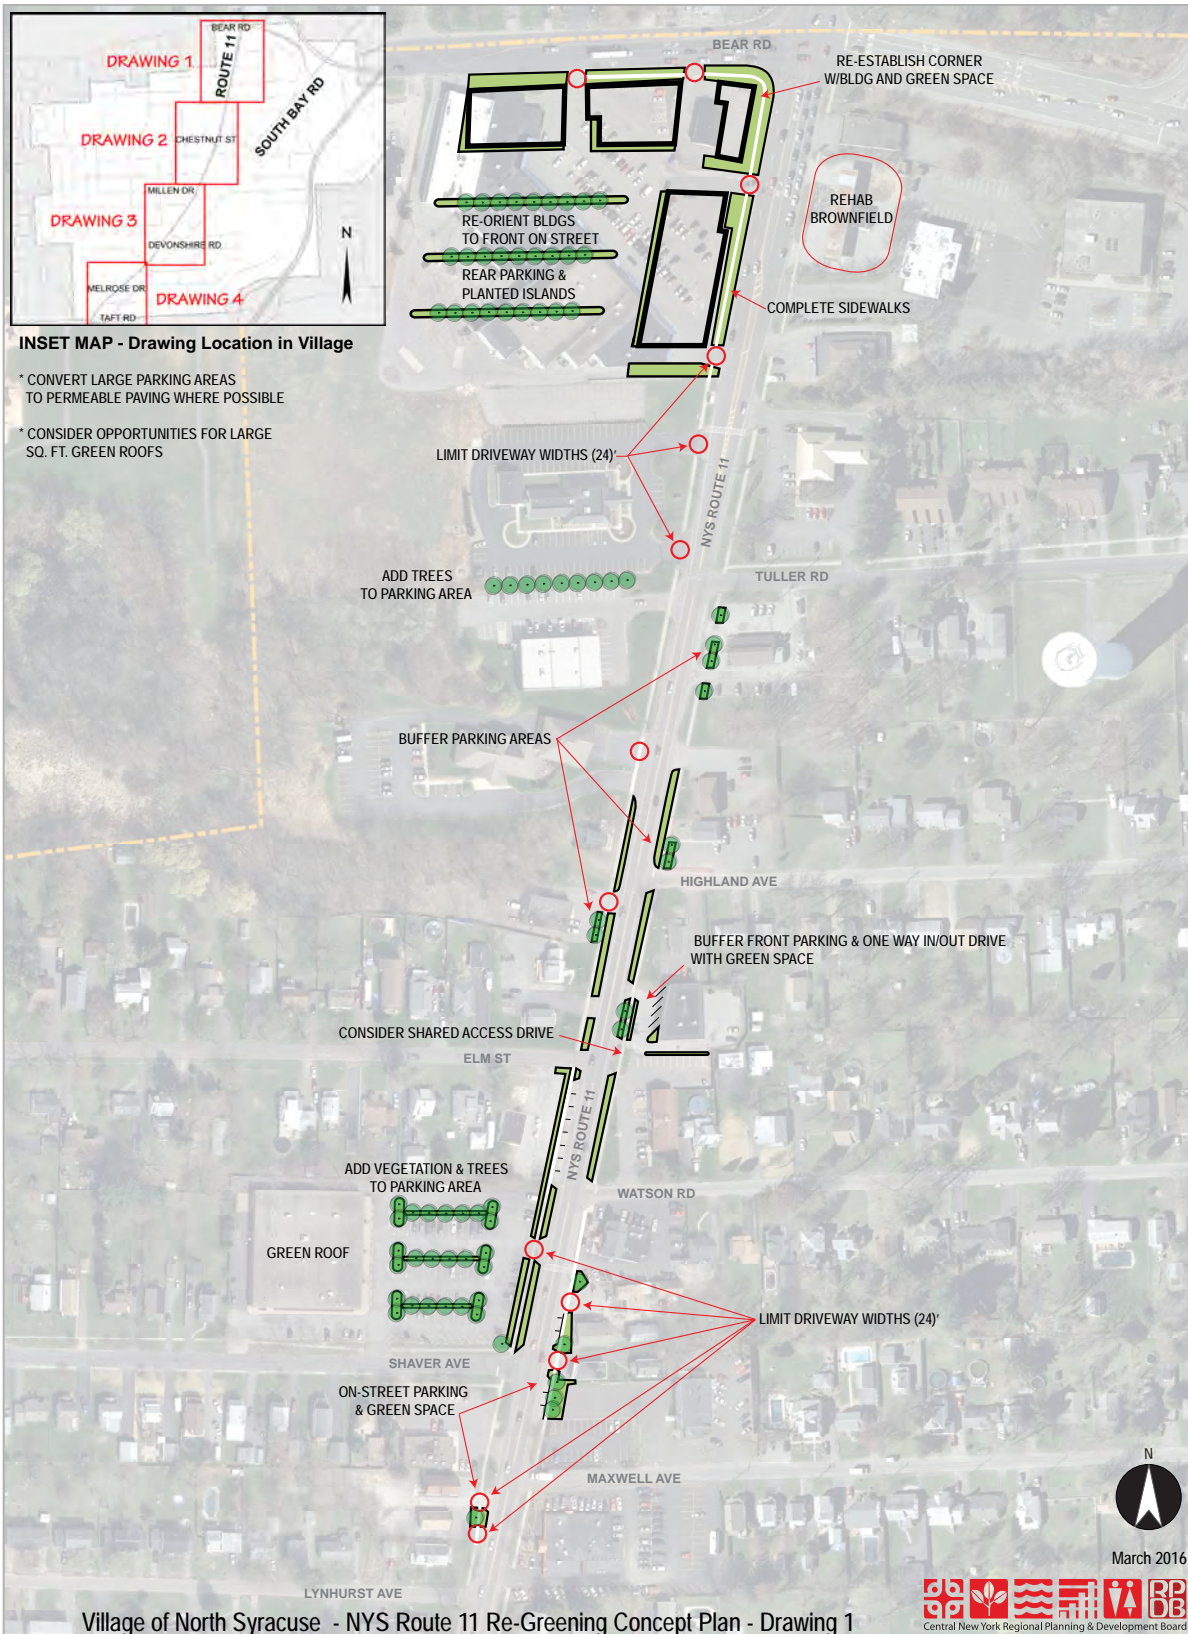 BEAR RD
DRAWING 1
ROUTE 11
SOUTH BAY RD
DRAWING 2
CHESTNUT ST
MILLEN DR
DRAWING 3
DEVONSHIRE RD
N
MELROSE DR
DRAWING 4
TAFT RD
INSET MAP - Drawing Location in Village
* CONVERT LARGE PARKING AREAS
TO PERMEABLE PAVING WHERE POSSIBLE
* CONSIDER OPPORTUNITIES FOR LARGE
SQ. FT. GREEN ROOFS
BEAR RD
RE-ESTABLISH CORNER
W/BLDG AND GREEN SPACE
REHAB
BROWNFIELD
RE-ORIENT BLDGS
TO FRONT ON STREET
REAR PARKING &
PLANTED ISLANDS
COMPLETE SIDEWALKS
LIMIT DRIVEWAY WIDTHS (24)'
NYS ROUTE 11
ADD TREES
TO PARKING AREA
TULLER RD
BUFFER PARKING AREAS
HIGHLAND AVE
BUFFER FRONT PARKING & ONE WAY IN/OUT DRIVE
WITH GREEN SPACE
CONSIDER SHARED ACCESS DRIVE
ELM ST
NYS ROUTE 11
ADD VEGETATION & TREES
TO PARKING AREA
WATSON RD
GREEN ROOF
LIMIT DRIVEWAY WIDTHS (24)'
SHAVER AVE
ON-STREET PARKING
& GREEN SPACE
MAXWELL AVE
N
March 2016
LYNHURST AVE
Village of North Syracuse - NYS Route 11 Re-Greening Concept Plan - Drawing 1
RP
DB
Central New York Regional Planning & Development Board